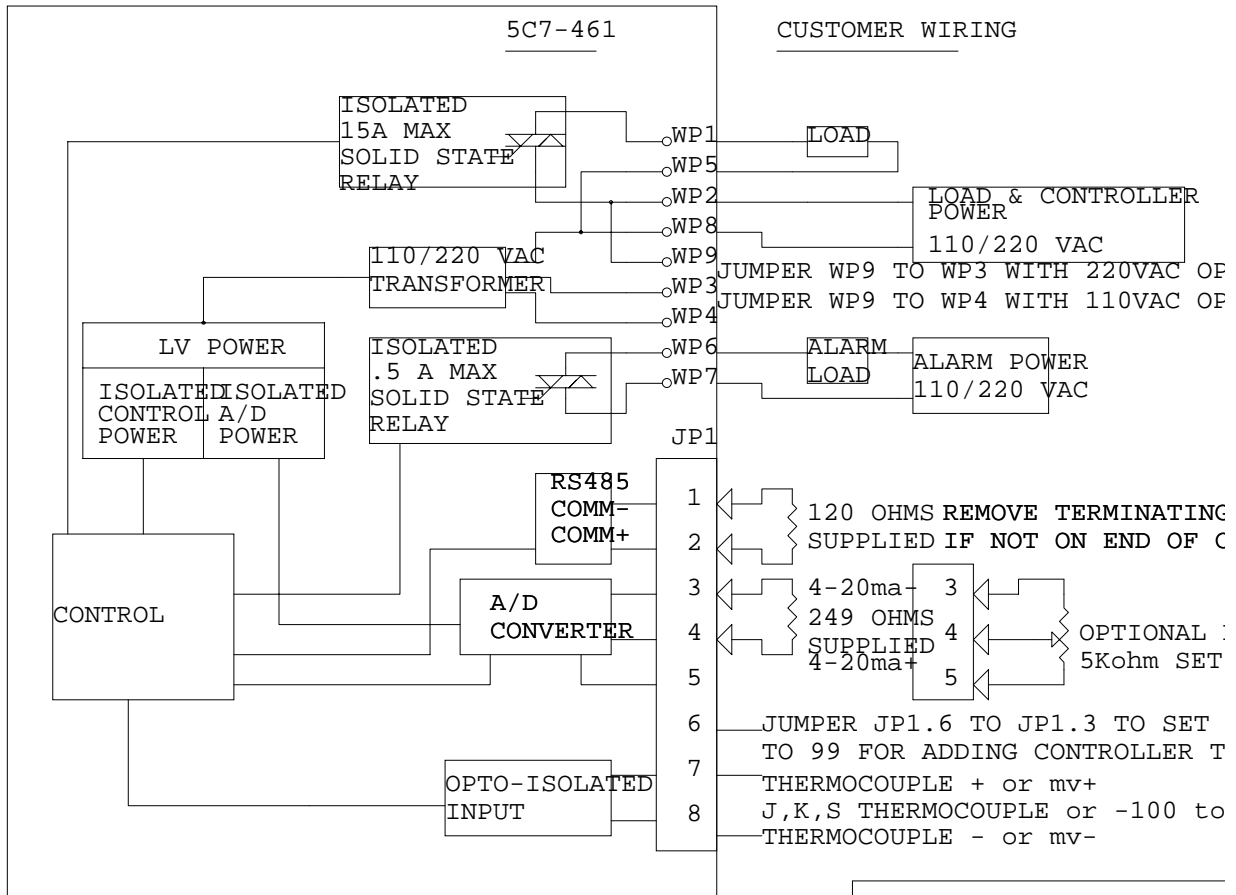 5C7-461
CUSTOMER WIRING
ISOLATED
15A MAX
SOLID STATE
RELAY
WP1
WP5
WP2
WP8
WP9
WP3
WP4
WP6
WP7
LOAD
LOAD & CONTROLLER
POWER
110/220 VAC
JUMPER WP9 TO WP3 WITH 220VAC OP
JUMPER WP9 TO WP4 WITH 110VAC OP
110/220 VAC
TRANSFORMER
LV POWER
ISOLATED
CONTROL
POWER
ISOLATED
A/D
POWER
ISOLATED
.5 A MAX
SOLID STATE
RELAY
ALARM
LOAD
ALARM POWER
110/220 VAC
JP1
RS485
COMM-
COMM+
1
2
3
4
5
6
7
8
120 OHMS
SUPPLIED
REMOVE TERMINATING
IF NOT ON END OF C
CONTROL
A/D
CONVERTER
4-20ma-
249 OHMS
SUPPLIED
4-20ma+
3
4
5
OPTIONAL
5Kohm SET
JUMPER JP1.6 TO JP1.3 TO SET
TO 99 FOR ADDING CONTROLLER T
OPTO-ISOLATED
INPUT
THERMOCOUPLE + or mv+
J,K,S THERMOCOUPLE or -100 to
THERMOCOUPLE - or mv-